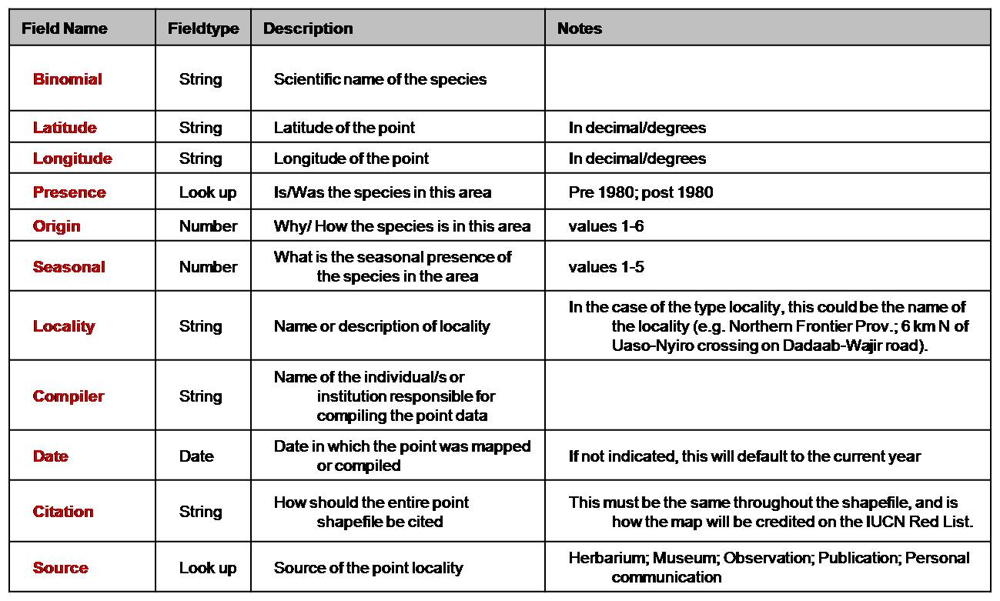 Field Name Fieldtype Description Notes
Binomial String Scientific name of the species
Latitude String Latitude of the point In decimal/degrees
Longitude String Longitude of the point In decimal/degrees
Presence Look up Is/Was the species in this area Pre 1980; post 1980
Origin Number Why/ How the species is in this area values 1-6
Seasonal Number What is the seasonal presence of
the species in the area values 1-5
Locality String Name or description of locality In the case of the type locality, this could be the name of
the locality (e.g. Northern Frontier Prov.; 6 km N of
Uaso-Nyiro crossing on Dadaab-Wajir road).
Compiler String Name of the individual/s or
institution responsible for
compiling the point data
Date Date Date in which the point was mapped
or compiled If not indicated, this will default to the current year
Citation String How should the entire point
shapefile be cited This must be the same throughout the shapefile, and is
how the map will be credited on the IUCN Red List.
Source Look up Source of the point locality Herbarium; Museum; Observation; Publication; Personal
communication